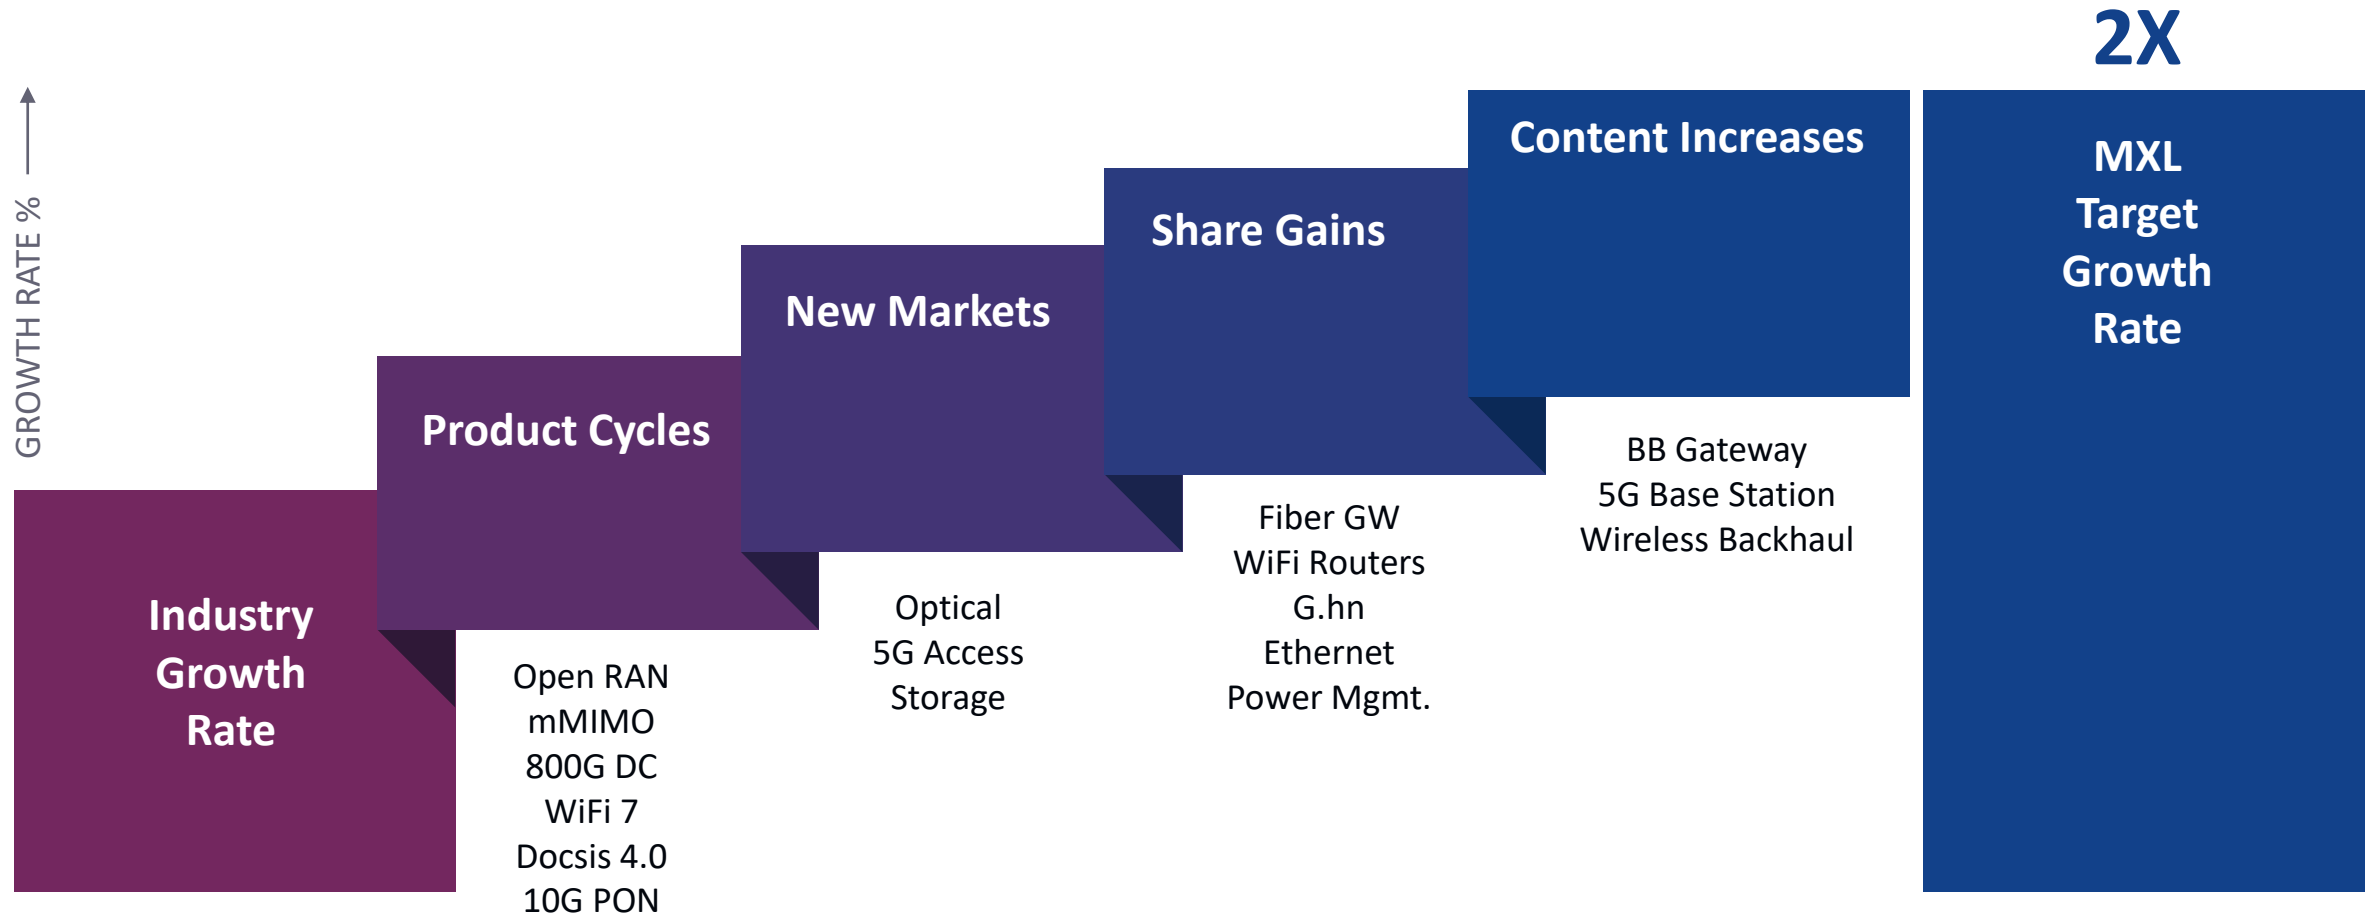 GROWTH RATE %
Industry
Growth
Rate
Product Cycles
Open RAN
mMIMO
800G DC
WiFi 7
Docsis 4.0
10G PON
New Markets
Optical
5G Access
Storage
Share Gains
Fiber GW
WiFi Routers
G.hn
Ethernet
Power Mgmt.
Content Increases
BB Gateway
5G Base Station
Wireless Backhaul
2X
MXL
Target
Growth
Rate